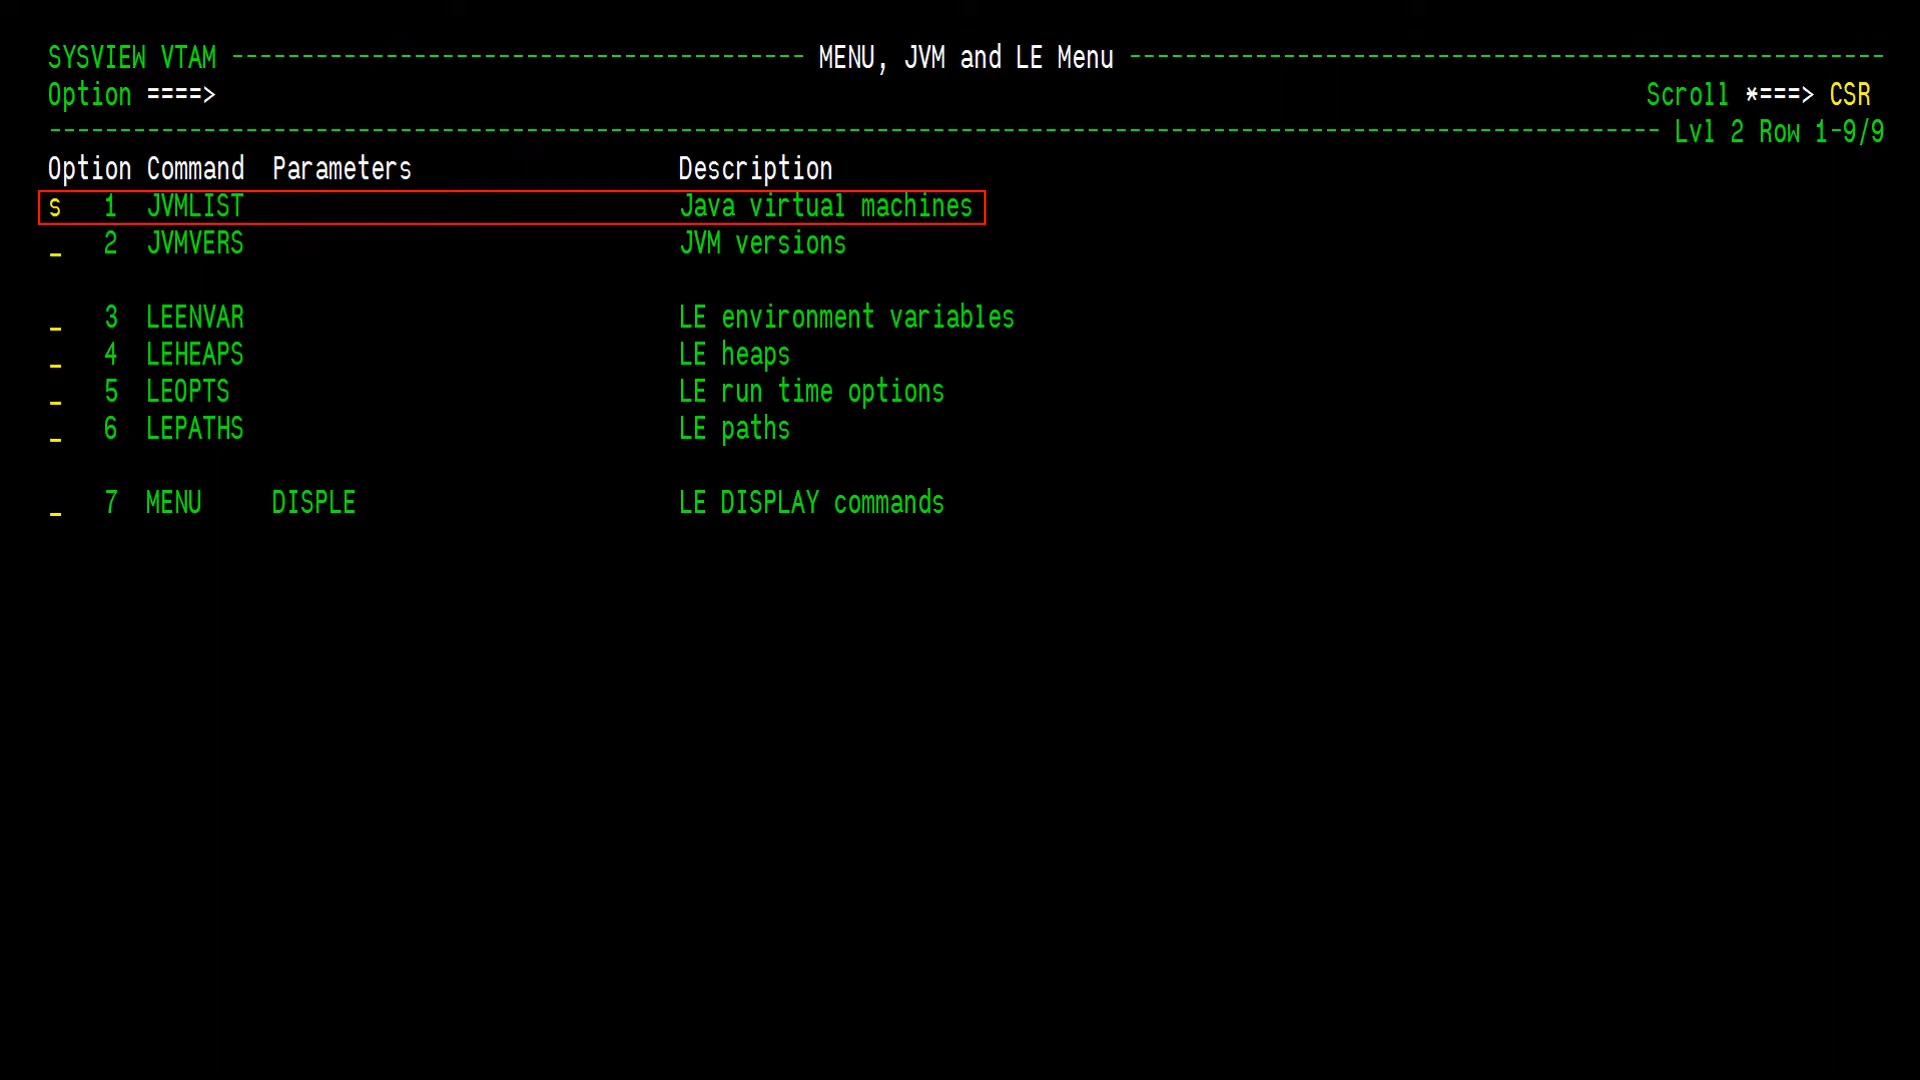 SYSVIEW VTAM ----------------------------------------- MENU, JVM and LE Menu ------------------------------------------------------
Option ====> Scroll *===> CSR
------------------------------------------------------------------------------------------------------------------- Lvl 2 Row 1-9/9
Option Command Parameters Description
s 1 JVMLIST Java virtual machines
_ 2 JVMVERS JVM versions
_ 3 LEENVAR LE environment variables
_ 4 LEHEAPS LE heaps
_ 5 LEOPTS LE run time options
_ 6 LEPATHS LE paths
_ 7 MENU DISPLE LE DISPLAY commands